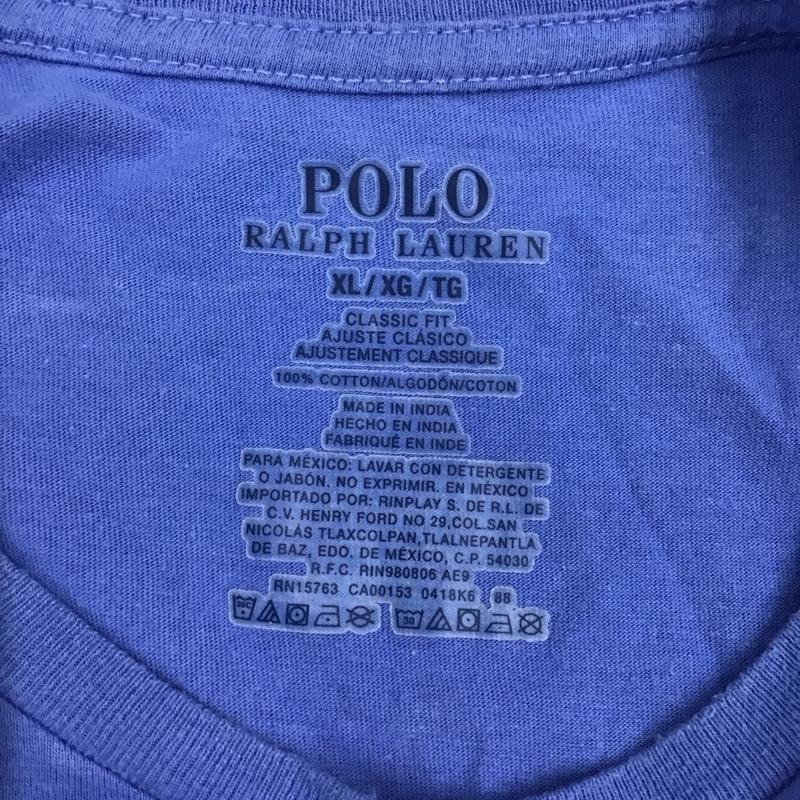 POLO
RALPH LAUREN
XL/XG/TG
CLASSIC FIT
AJUSTE CLÁSICO
AJUSTEMENT CLASSIQUE
100% COTTON/ALGODÓN/COTON
MADE IN INDIA
HECHO EN INDIA
FABRIQUÉ EN INDE
PARA MÉXICO: LAVAR CON DETERGENTE
O JABÓN. NO EXPRIMIR. EN MÉXICO
IMPORTADO POR: RINPLAY S. DE R.L. DE
C.V. HENRY FORD NO 29,COL.SAN
NICOLÁS TLAXCOLPAN,TLALNEPANTLA
DE BAZ, EDO. DE MÉXICO, C.P. 54030
R.F.C. RIN980806 AE9
RN15763 CA00153 0418K6 88
30C 30